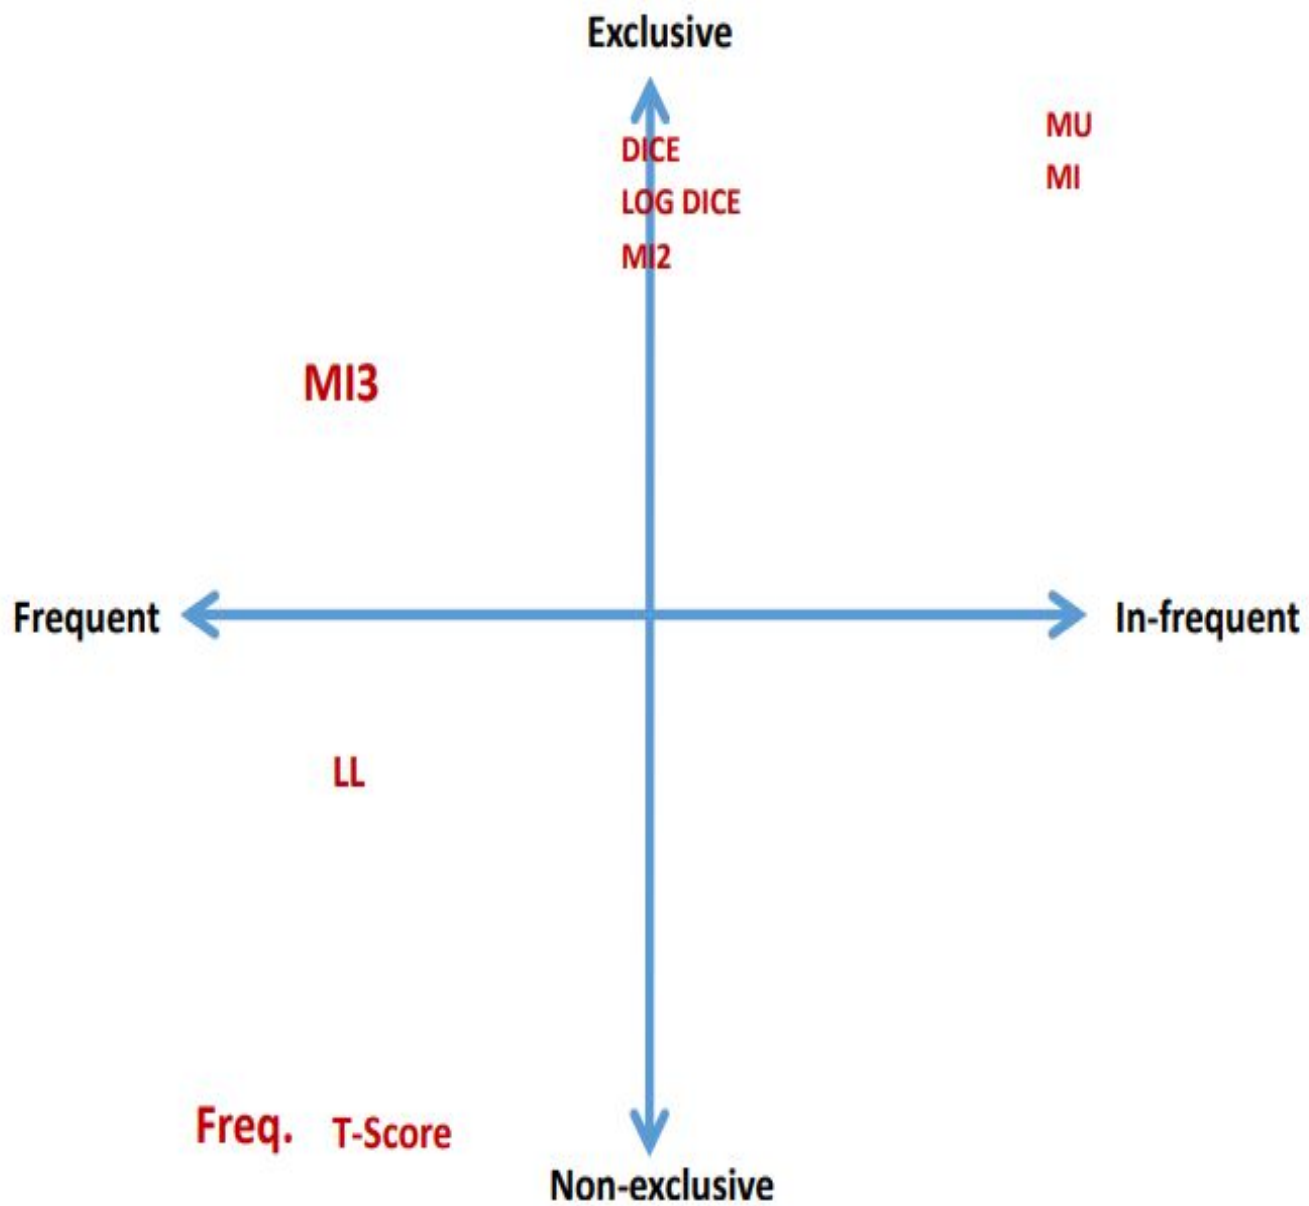 Exclusive
MU
DICE
MI
LOG DICE
MI2
MI3
Frequent
In-frequent
LL
Freq.
T-Score
Non-exclusive